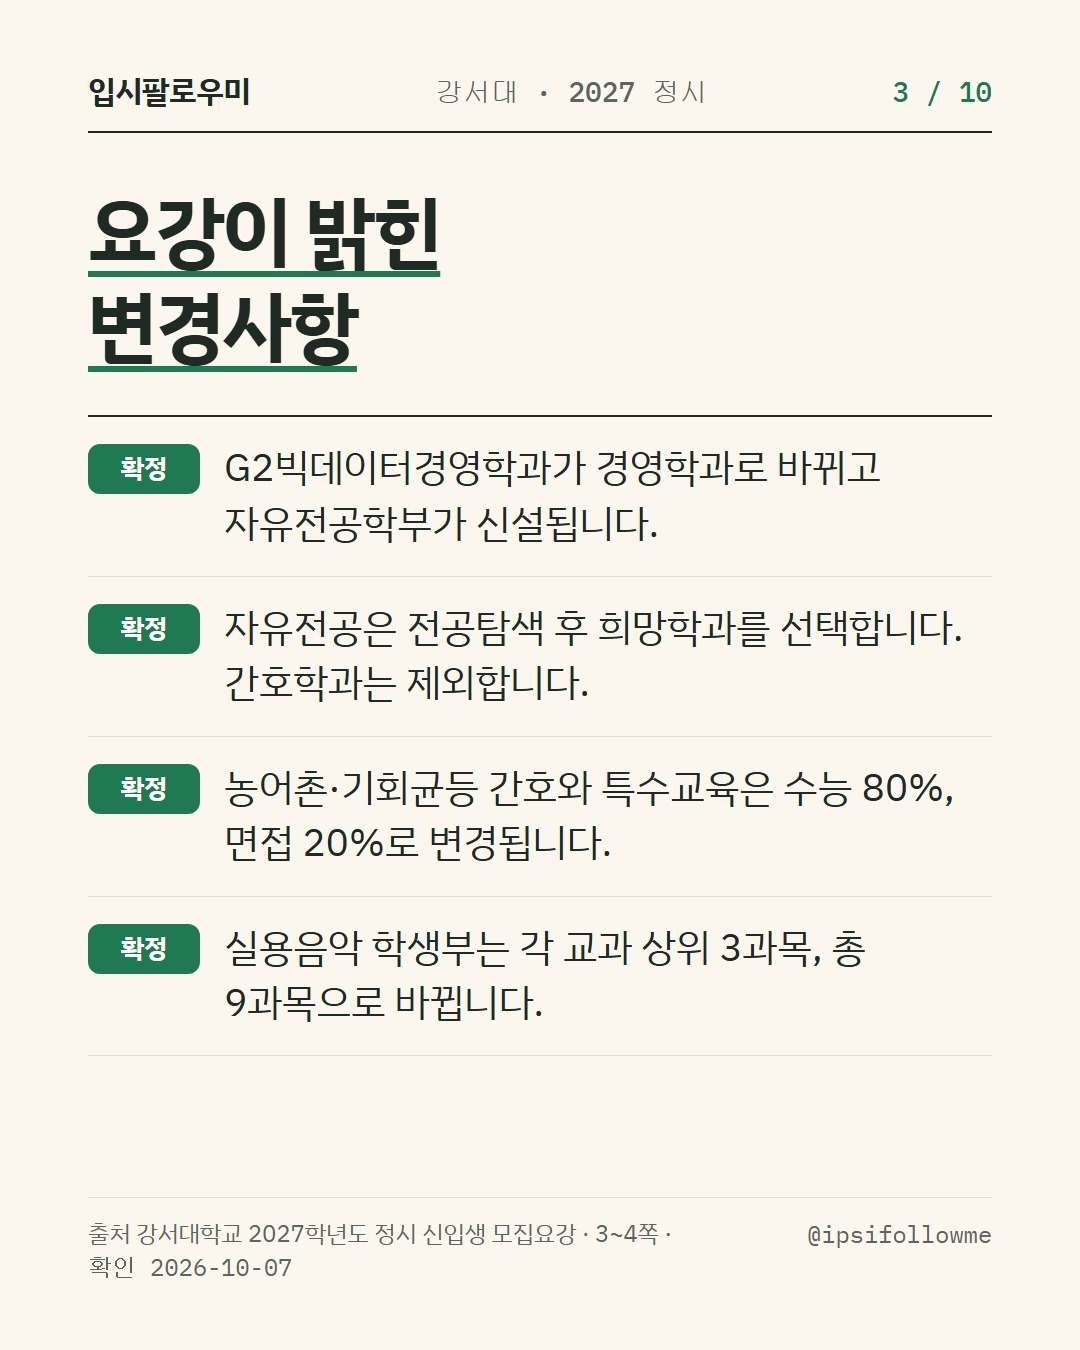 입시팔로우미
강서대 · 2027 정시
3 / 10
요강이 밝힌
변경사항
확정
G2빅데이터경영학과가 경영학과로 바뀌고
자유전공학부가 신설됩니다.
확정
자유전공은 전공탐색 후 희망학과를 선택합니다.
간호학과는 제외합니다.
확정
농어촌·기회균등 간호와 특수교육은 수능 80%,
면접 20%로 변경됩니다.
확정
실용음악 학생부는 각 교과 상위 3과목, 총
9과목으로 바뀝니다.
출처 강서대학교 2027학년도 정시 신입생 모집요강 · 3~4쪽 ·
확인 2026-10-07
@ipsifollowme